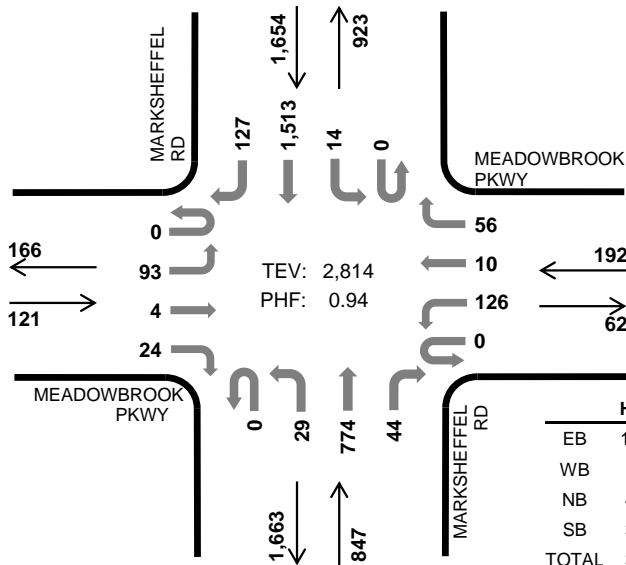 1,654
923
MARKSHEFFEL
RD
127
1,513
14
0
MEADOWBROOK
PKWY
0
56
166
93
TEV: 2,814
10
192
121
4
PHF: 0.94
126
62
24
0
MEADOWBROOK
PKWY
0
29
774
44
MARKSHEFFEL
RD
EB
WB
NB
SB
TOTAL
1,663
847